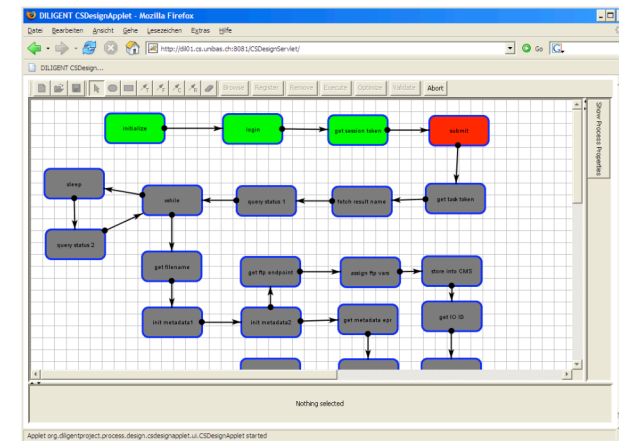 DILIGENT CSDesignApplet - Mozilla Firefox
Datei Bearbeiten Ansicht Gehe Lesezeichen Extras Hilfe
http://dil01.cs.unibas.ch:8081/CSDesignServlet/
Go
DILIGENT CSDesign...
Browse Register Remove Execute Optimize Validate Abort
Show Process Properties
initialize login get session token submit
sleep while query status 1 fetch result name get task token
query status 2
get filename get ftp endpoint assign ftp vars store into CMS
init metadata1 init metadata2 get metadata epr get IO ID
Nothing selected
Applet org.diligentproject.process.design.csdesignapplet.ui.CSDesignApplet started